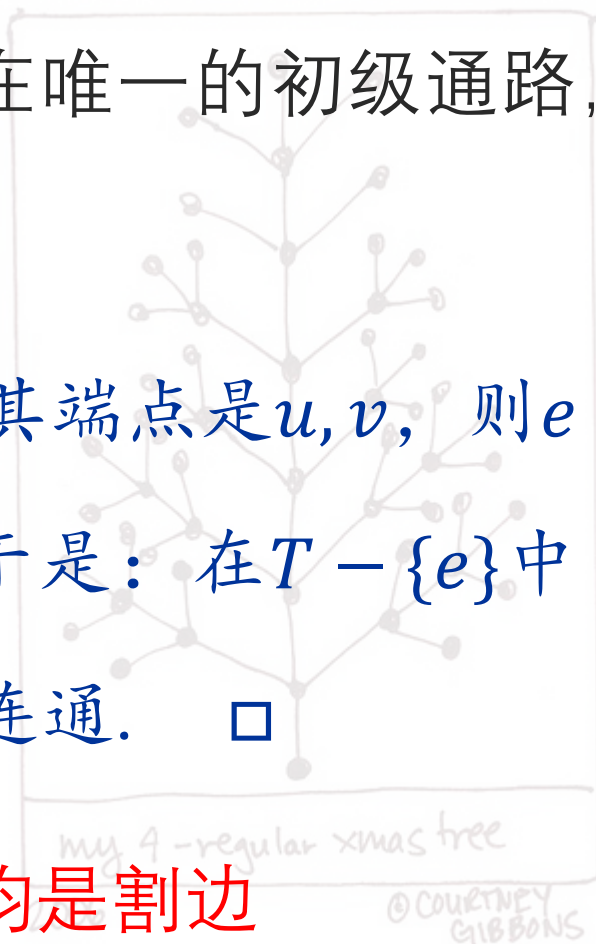 在唯一的初级通路,
其端点是u,v，则e
于是：在T − {e}中
连通. □
均是割边
my 4-regular xmas tree
© COURTNEY
GIBBONS